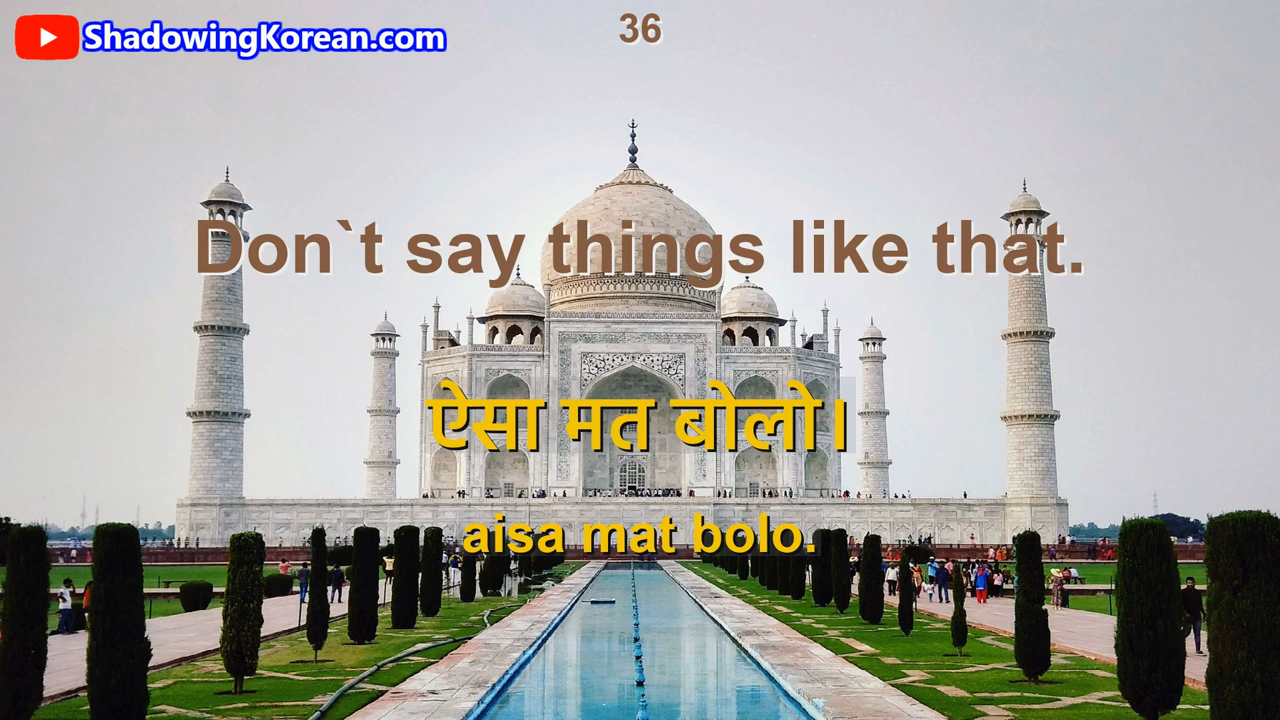 ShadowingKorean.com
36
Don`t say things like that.
ऐसा मत बोलो।
aisa mat bolo.